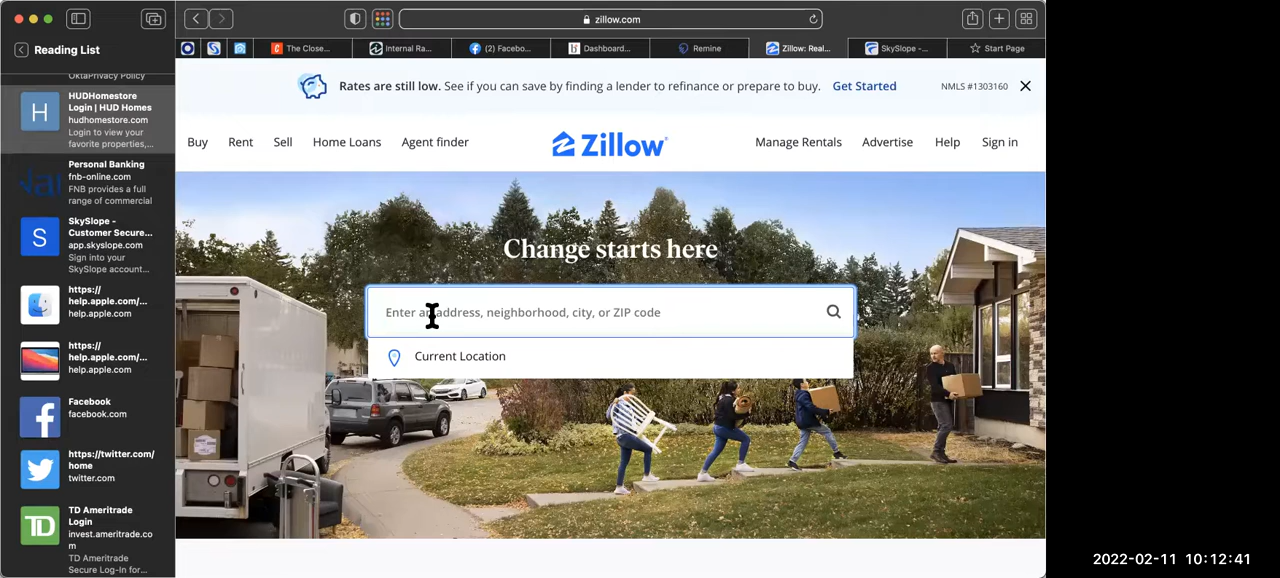 zillow.com
Reading List
The Close...
Internal Ra...
(2) Facebo...
Dashboard...
Remine
Zillow: Real...
SkySlope -...
Start Page
OktaPrivacy Policy
HUDHomestore
Login | HUD Homes
hudhomestore.com
Login to view your
favorite properties,...
Personal Banking
fnb-online.com
FNB provides a full
range of commercial
SkySlope -
Customer Secure...
app.skyslope.com
Sign into your
SkySlope account...
https://
help.apple.com/...
help.apple.com
https://
help.apple.com/...
help.apple.com
Facebook
facebook.com
https://twitter.com/
home
twitter.com
TD Ameritrade
Login
invest.ameritrade.co
m
TD Ameritrade
Secure Log-In for...
Rates are still low. See if you can save by finding a lender to refinance or prepare to buy. Get Started
NMLS #1303160
Buy Rent Sell Home Loans Agent finder
Zillow
Manage Rentals Advertise Help Sign in
Change starts here
Enter an address, neighborhood, city, or ZIP code
Current Location
2022-02-11 10:12:41